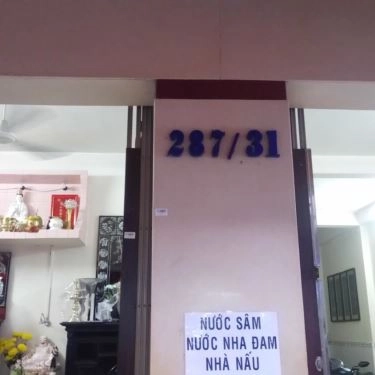 287/31
NƯỚC SÂM
NƯỚC NHA ĐAM
NHÀ NẤU